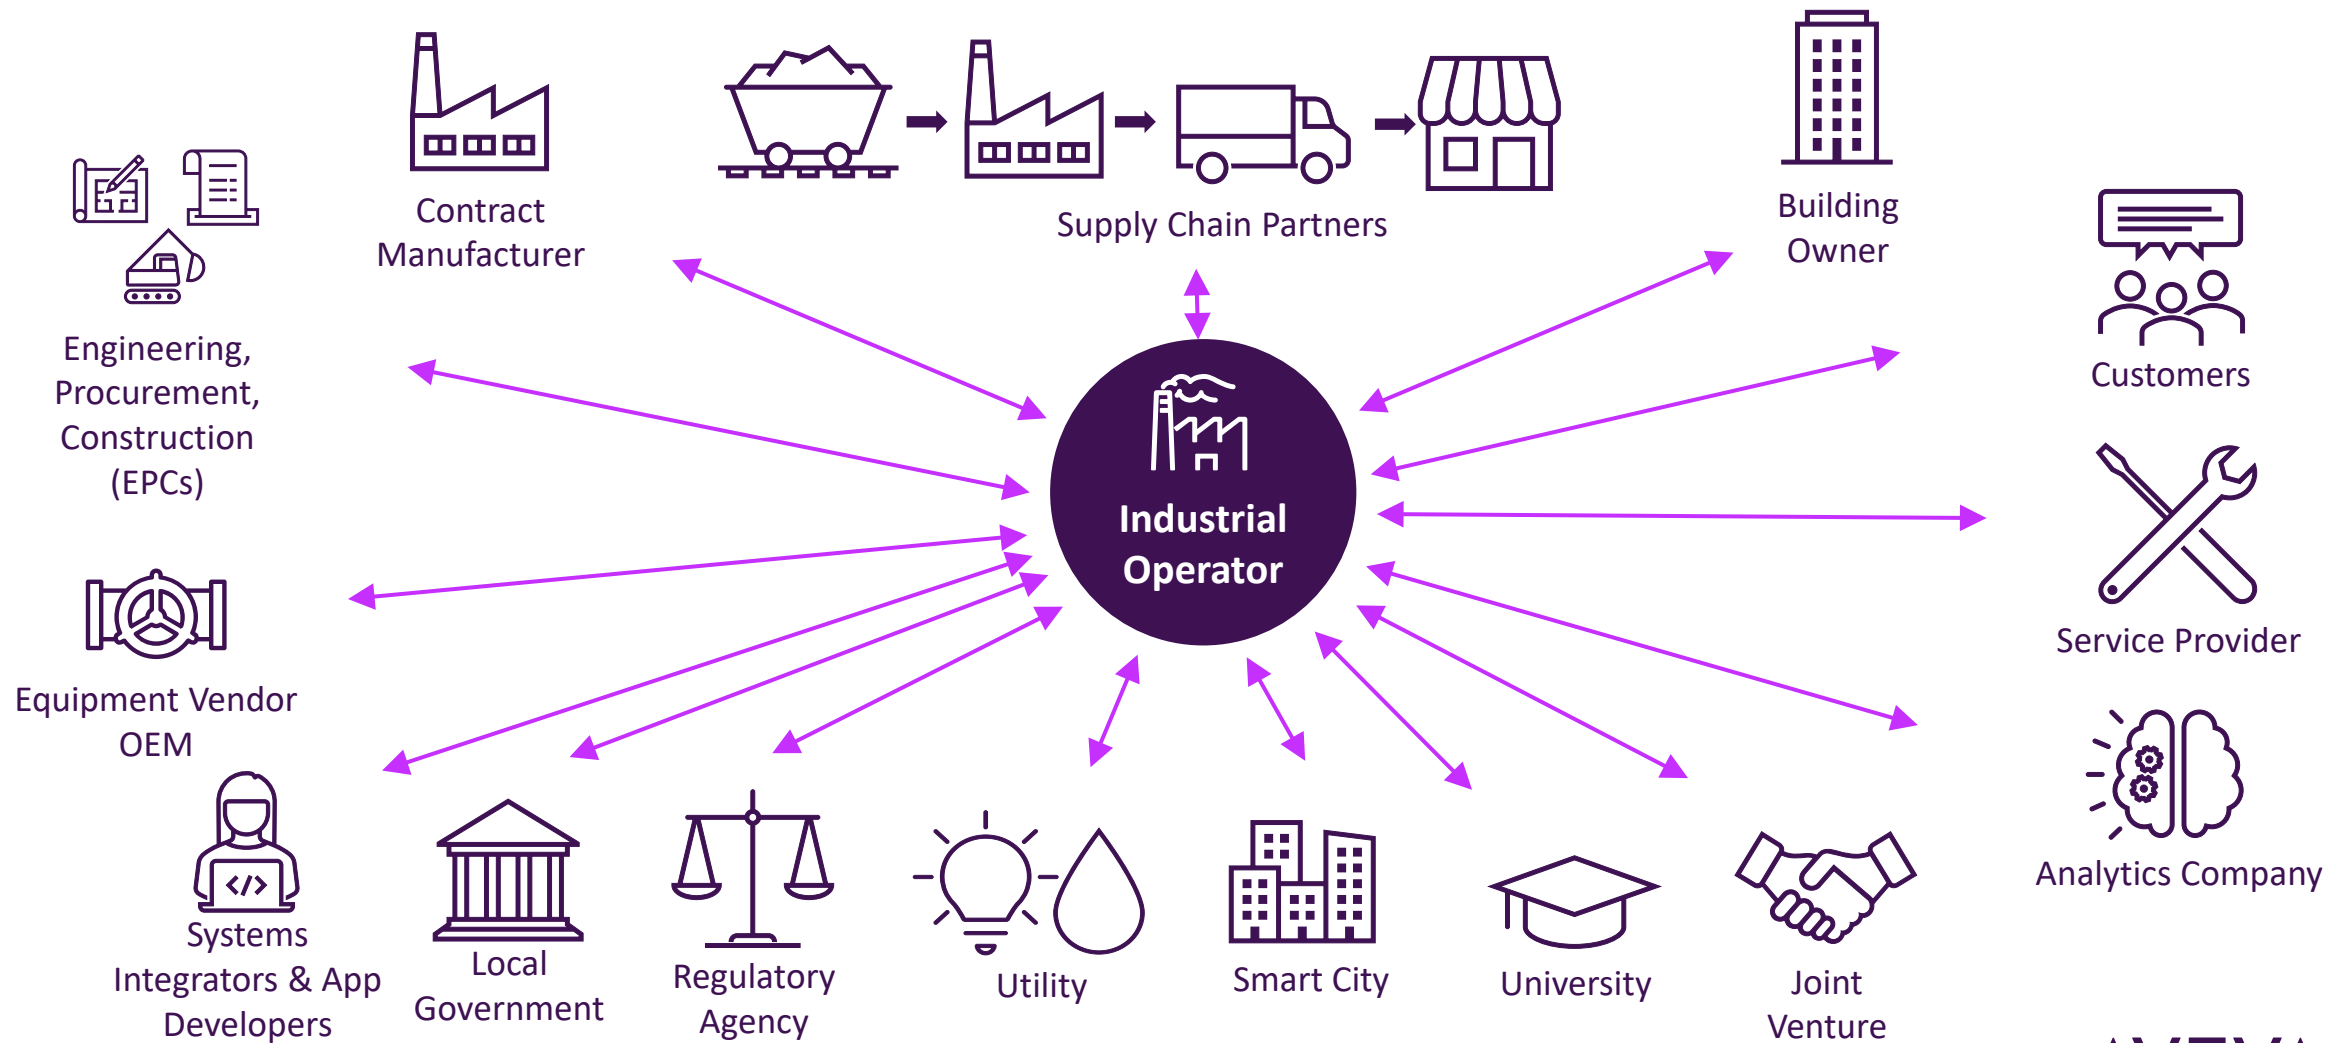 Contract
Manufacturer
Supply Chain Partners
Building
Owner
Customers
Engineering,
Procurement,
Construction
(EPCs)
Industrial
Operator
Service Provider
Equipment Vendor
OEM
Analytics Company
Systems
Integrators & App
Developers
</>
Local
Government
Regulatory
Agency
Utility
Smart City
University
Joint
Venture